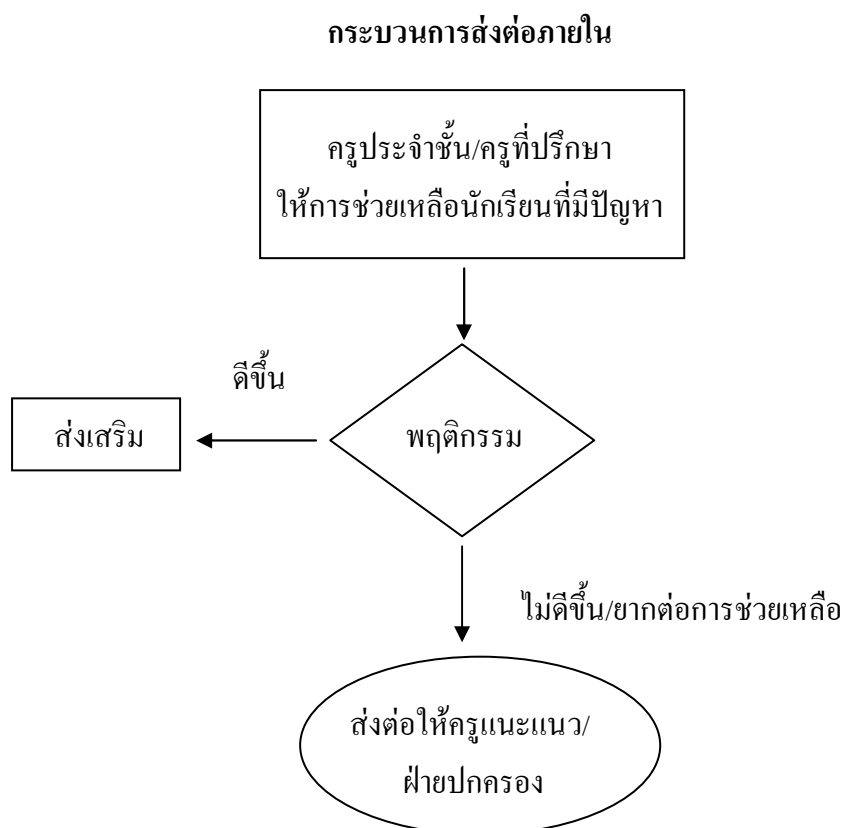 กระบวนการส่งต่อภายใน
ครูประจำชั้น/ครูที่ปรึกษา
ให้การช่วยเหลือนักเรียนที่มีปัญหา
ดีขึ้น
ส่งเสริม
พฤติกรรม
ไม่ดีขึ้น/ยากต่อการช่วยเหลือ
ส่งต่อให้ครูแนะแนว/
ฝ่ายปกครอง